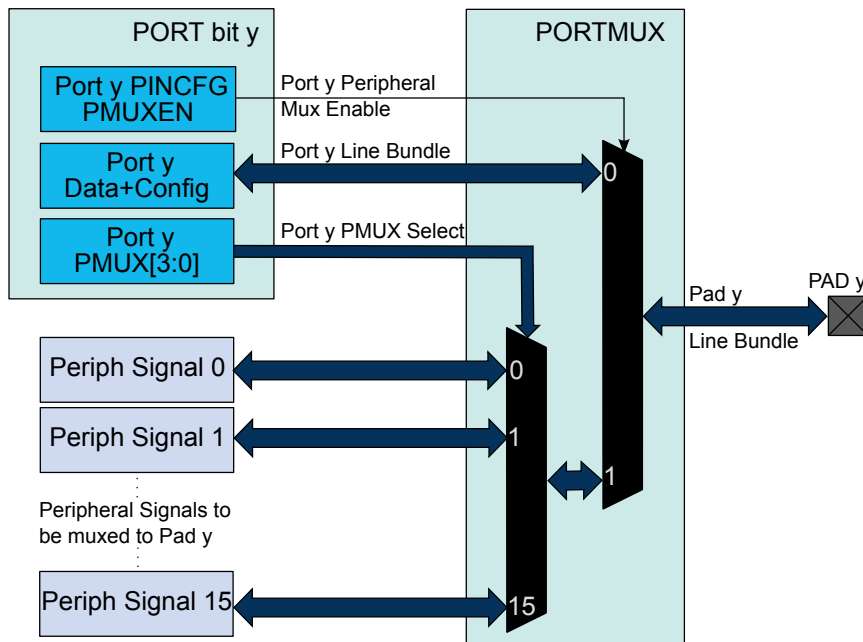 PORT bit y
PORTMUX
Port y PINCFG
PMUXEN
Port y Peripheral
Mux Enable
Port y
Data+Config
Port y Line Bundle
0
Port y
PMUX[3:0]
Port y PMUX Select
Pad y
Line Bundle
PAD y
Periph Signal 0
0
Periph Signal 1
1
1
Peripheral Signals to
be muxed to Pad y
Periph Signal 15
15